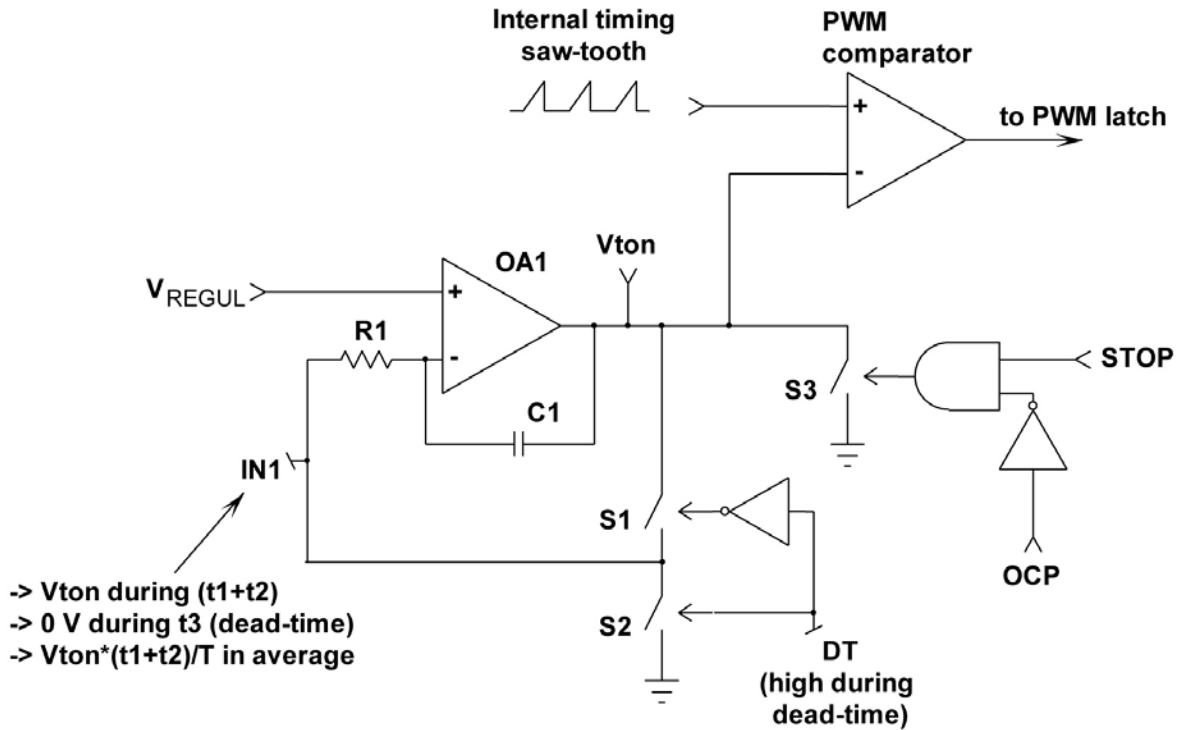 Internal timing
saw-tooth
PWM
comparator
+
-
to PWM latch
Vton
OA1
VREGUL
+
-
R1
C1
S3
STOP
OCP
IN1
S1
S2
DT
(high during
dead-time)
-> Vton during (t1+t2)
-> 0 V during t3 (dead-time)
-> Vton*(t1+t2)/T in average